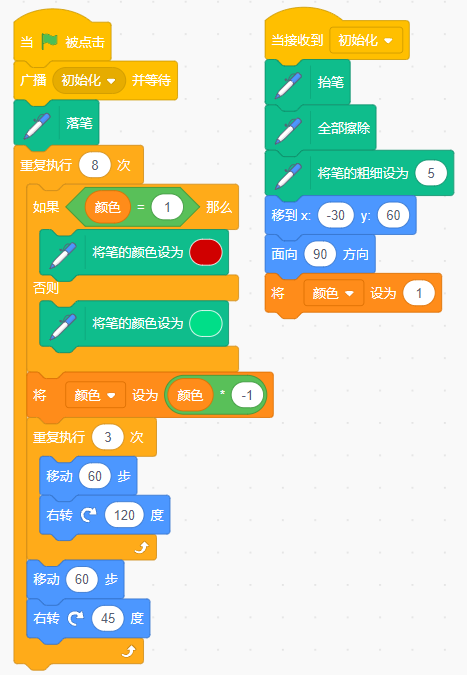 当 被点击
广播 初始化 并等待
落笔
重复执行 8 次
如果 颜色 = 1 那么
将笔的颜色设为
否则
将笔的颜色设为
将 颜色 设为 颜色 * -1
重复执行 3 次
移动 60 步
右转 120 度
移动 60 步
右转 45 度
当接收到 初始化
抬笔
全部擦除
将笔的粗细设为 5
移到 x: -30 y: 60
面向 90 方向
将 颜色 设为 1